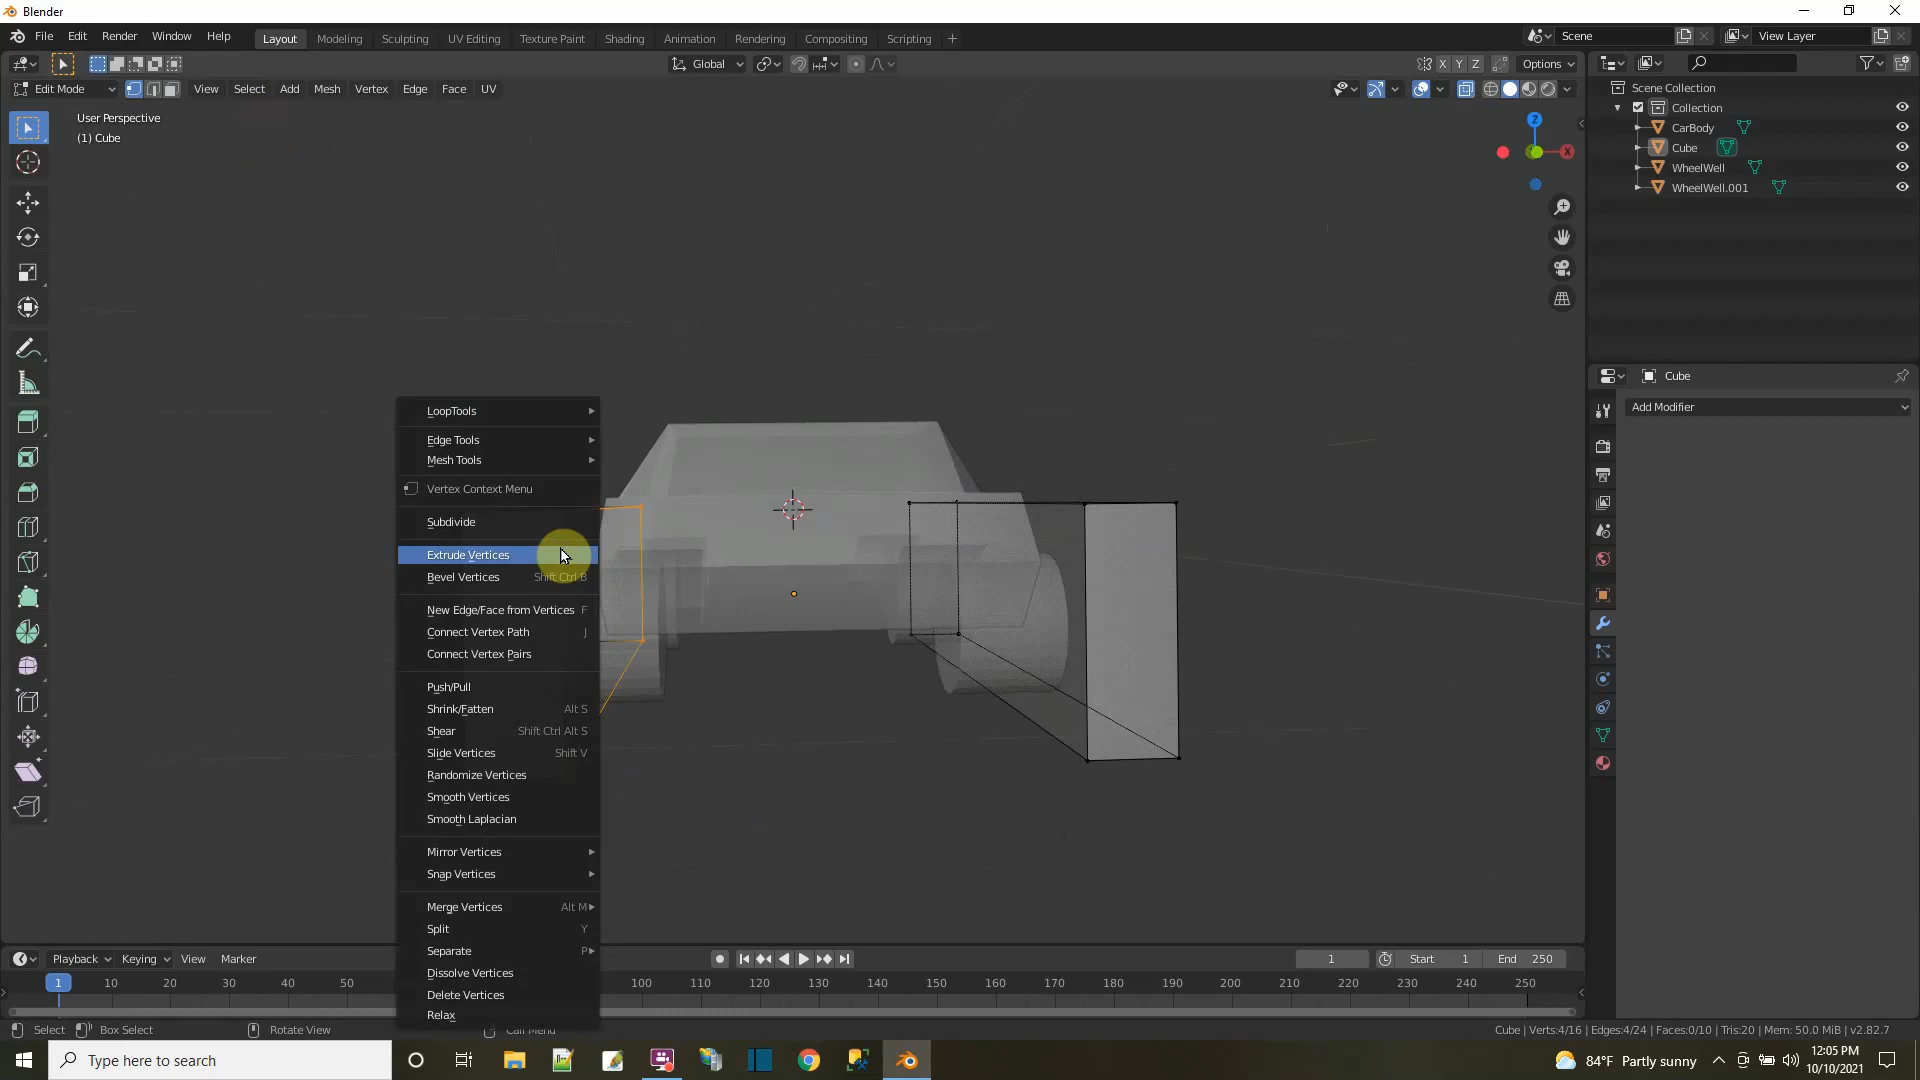 Blender
File Edit Render Window Help
Layout Modeling Sculpting UV Editing Texture Paint Shading Animation Rendering Compositing Scripting
Scene
View Layer
Global
X Y Z
Options
Edit Mode
View Select Add Mesh Vertex Edge Face UV
User Perspective
(1) Cube
Z
X
Scene Collection
Collection
CarBody
Cube
WheelWell
WheelWell.001
Cube
Add Modifier
LoopTools
Edge Tools
Mesh Tools
Vertex Context Menu
Subdivide
Extrude Vertices
Bevel Vertices Shift Ctrl B
New Edge/Face from Vertices F
Connect Vertex Path J
Connect Vertex Pairs
Push/Pull
Shrink/Fatten Alt S
Shear Shift Ctrl Alt S
Slide Vertices Shift V
Randomize Vertices
Smooth Vertices
Smooth Laplacian
Mirror Vertices
Snap Vertices
Merge Vertices Alt M
Split Y
Separate P
Dissolve Vertices
Delete Vertices
Relax
Playback Keying View Marker
1
Start 1
End 250
1 10 20 30 40 50 100 110 120 130 140 150 160 170 180 190 200 210 220 230 240 250
Select Box Select Rotate View Call Menu
Cube | Verts:4/16 | Edges:4/24 | Faces:0/10 | Tris:20 | Mem: 50.0 MiB | v2.82.7
Type here to search
84°F Partly sunny
12:05 PM
10/10/2021